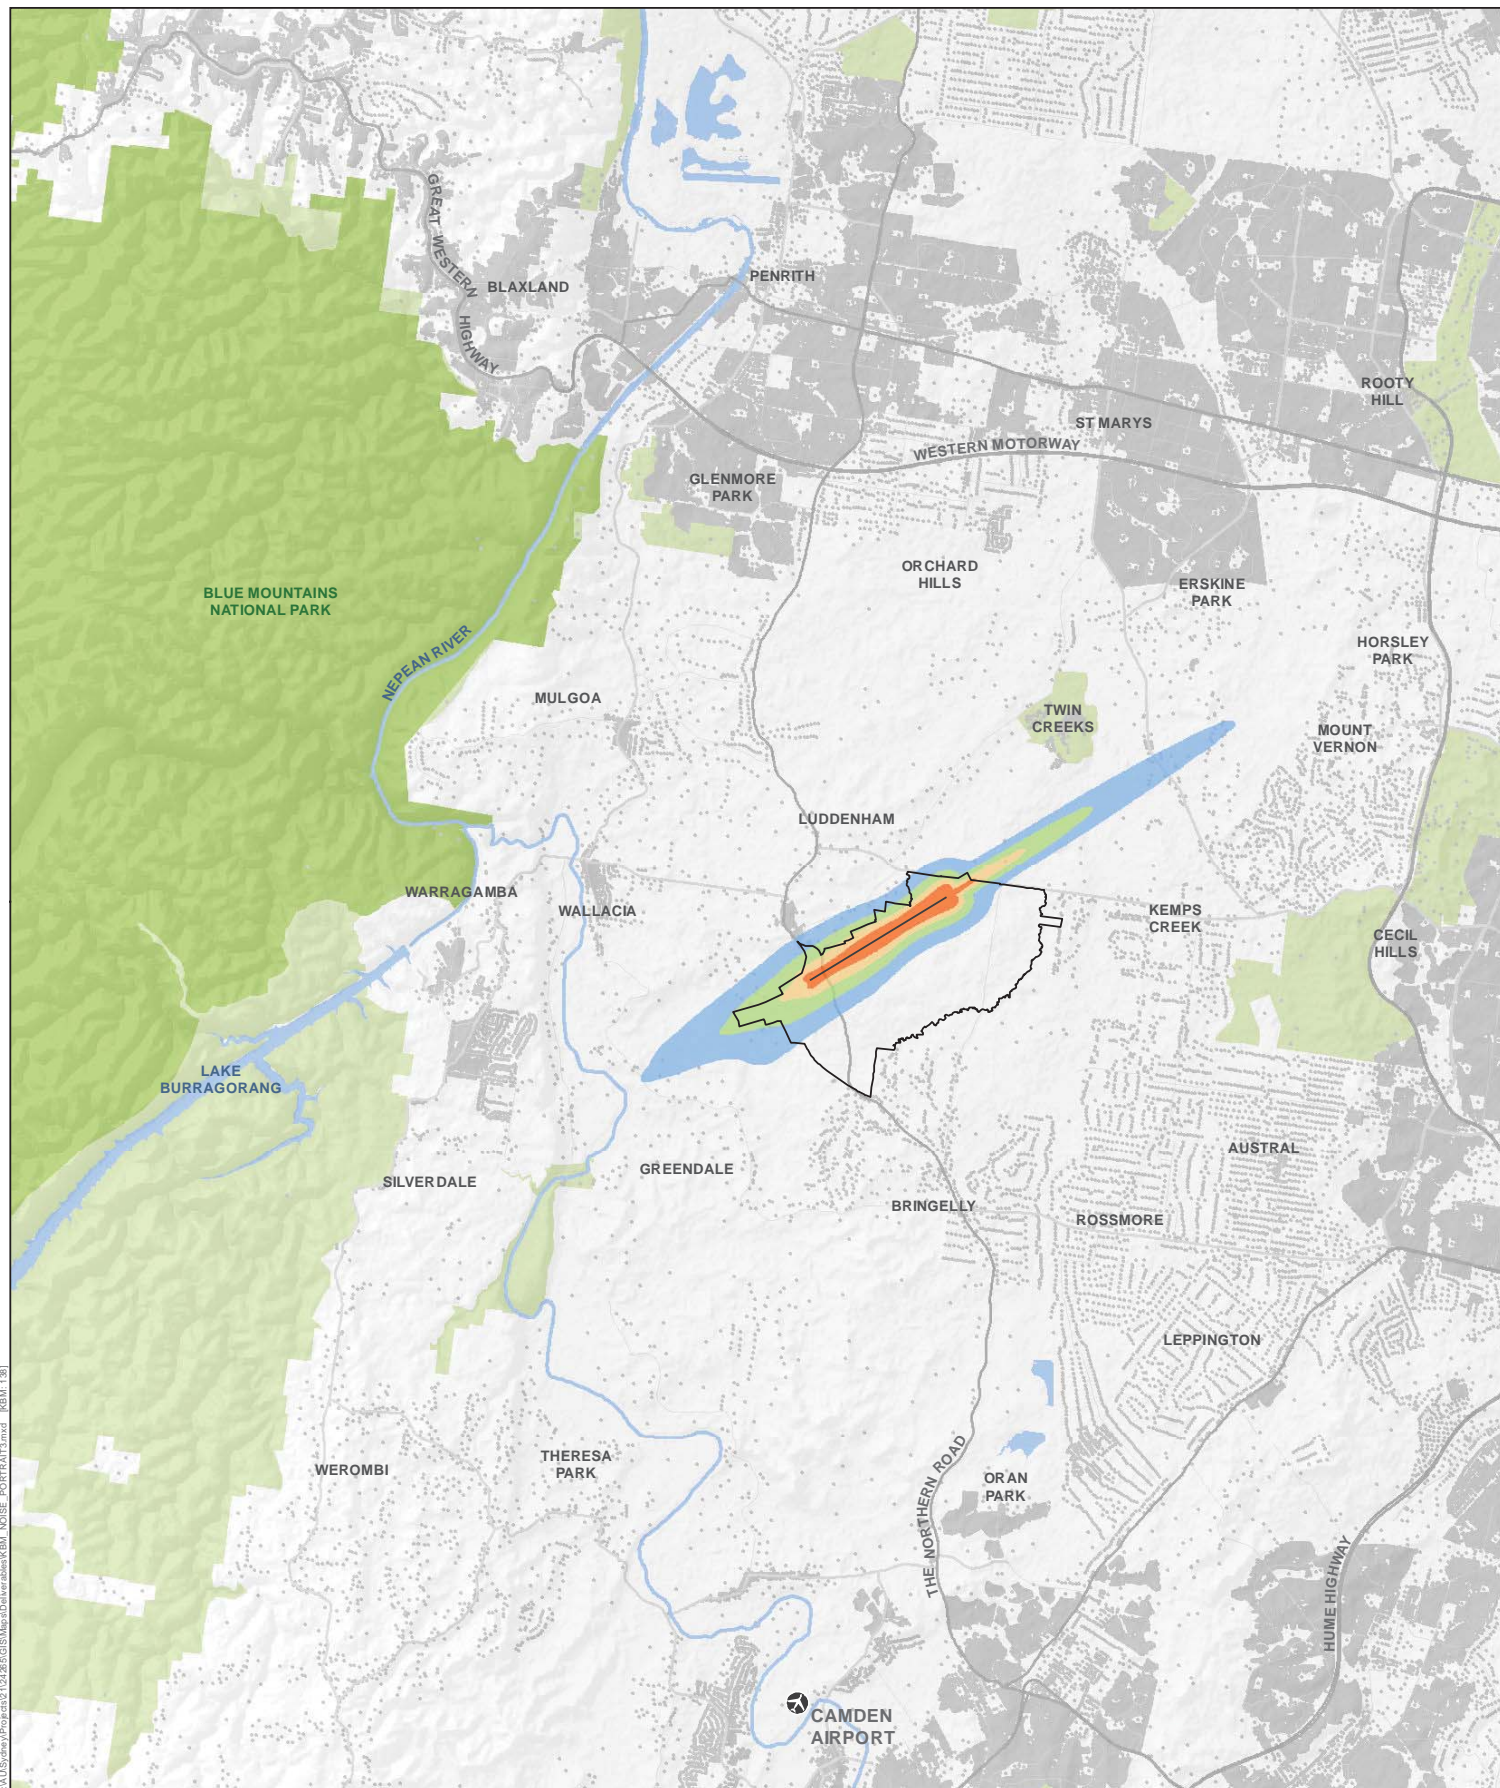 GREAT WESTERN HIGHWAY
BLAXLAND
PENRITH
ROOTY
HILL
ST MARYS
WESTERN MOTORWAY
GLENMORE
PARK
ORCHARD
HILLS
ERSKINE
PARK
BLUE MOUNTAINS
NATIONAL PARK
NEPEAN RIVER
HORSLEY
PARK
MULGOA
TWIN
CREEKS
MOUNT
VERNON
LUDDENHAM
WARRAGAMBA
WALLACIA
KEMPS
CREEK
CECIL
HILLS
LAKE
BURRAGORANG
AUSTRAL
GREENDALE
SILVERDALE
BRINGELLY
ROSSMORE
LEPPINGTON
THERESA
PARK
WEROMBI
ORAN
PARK
THE NORTHERN ROAD
HUME HIGHWAY
CAMDEN
AIRPORT